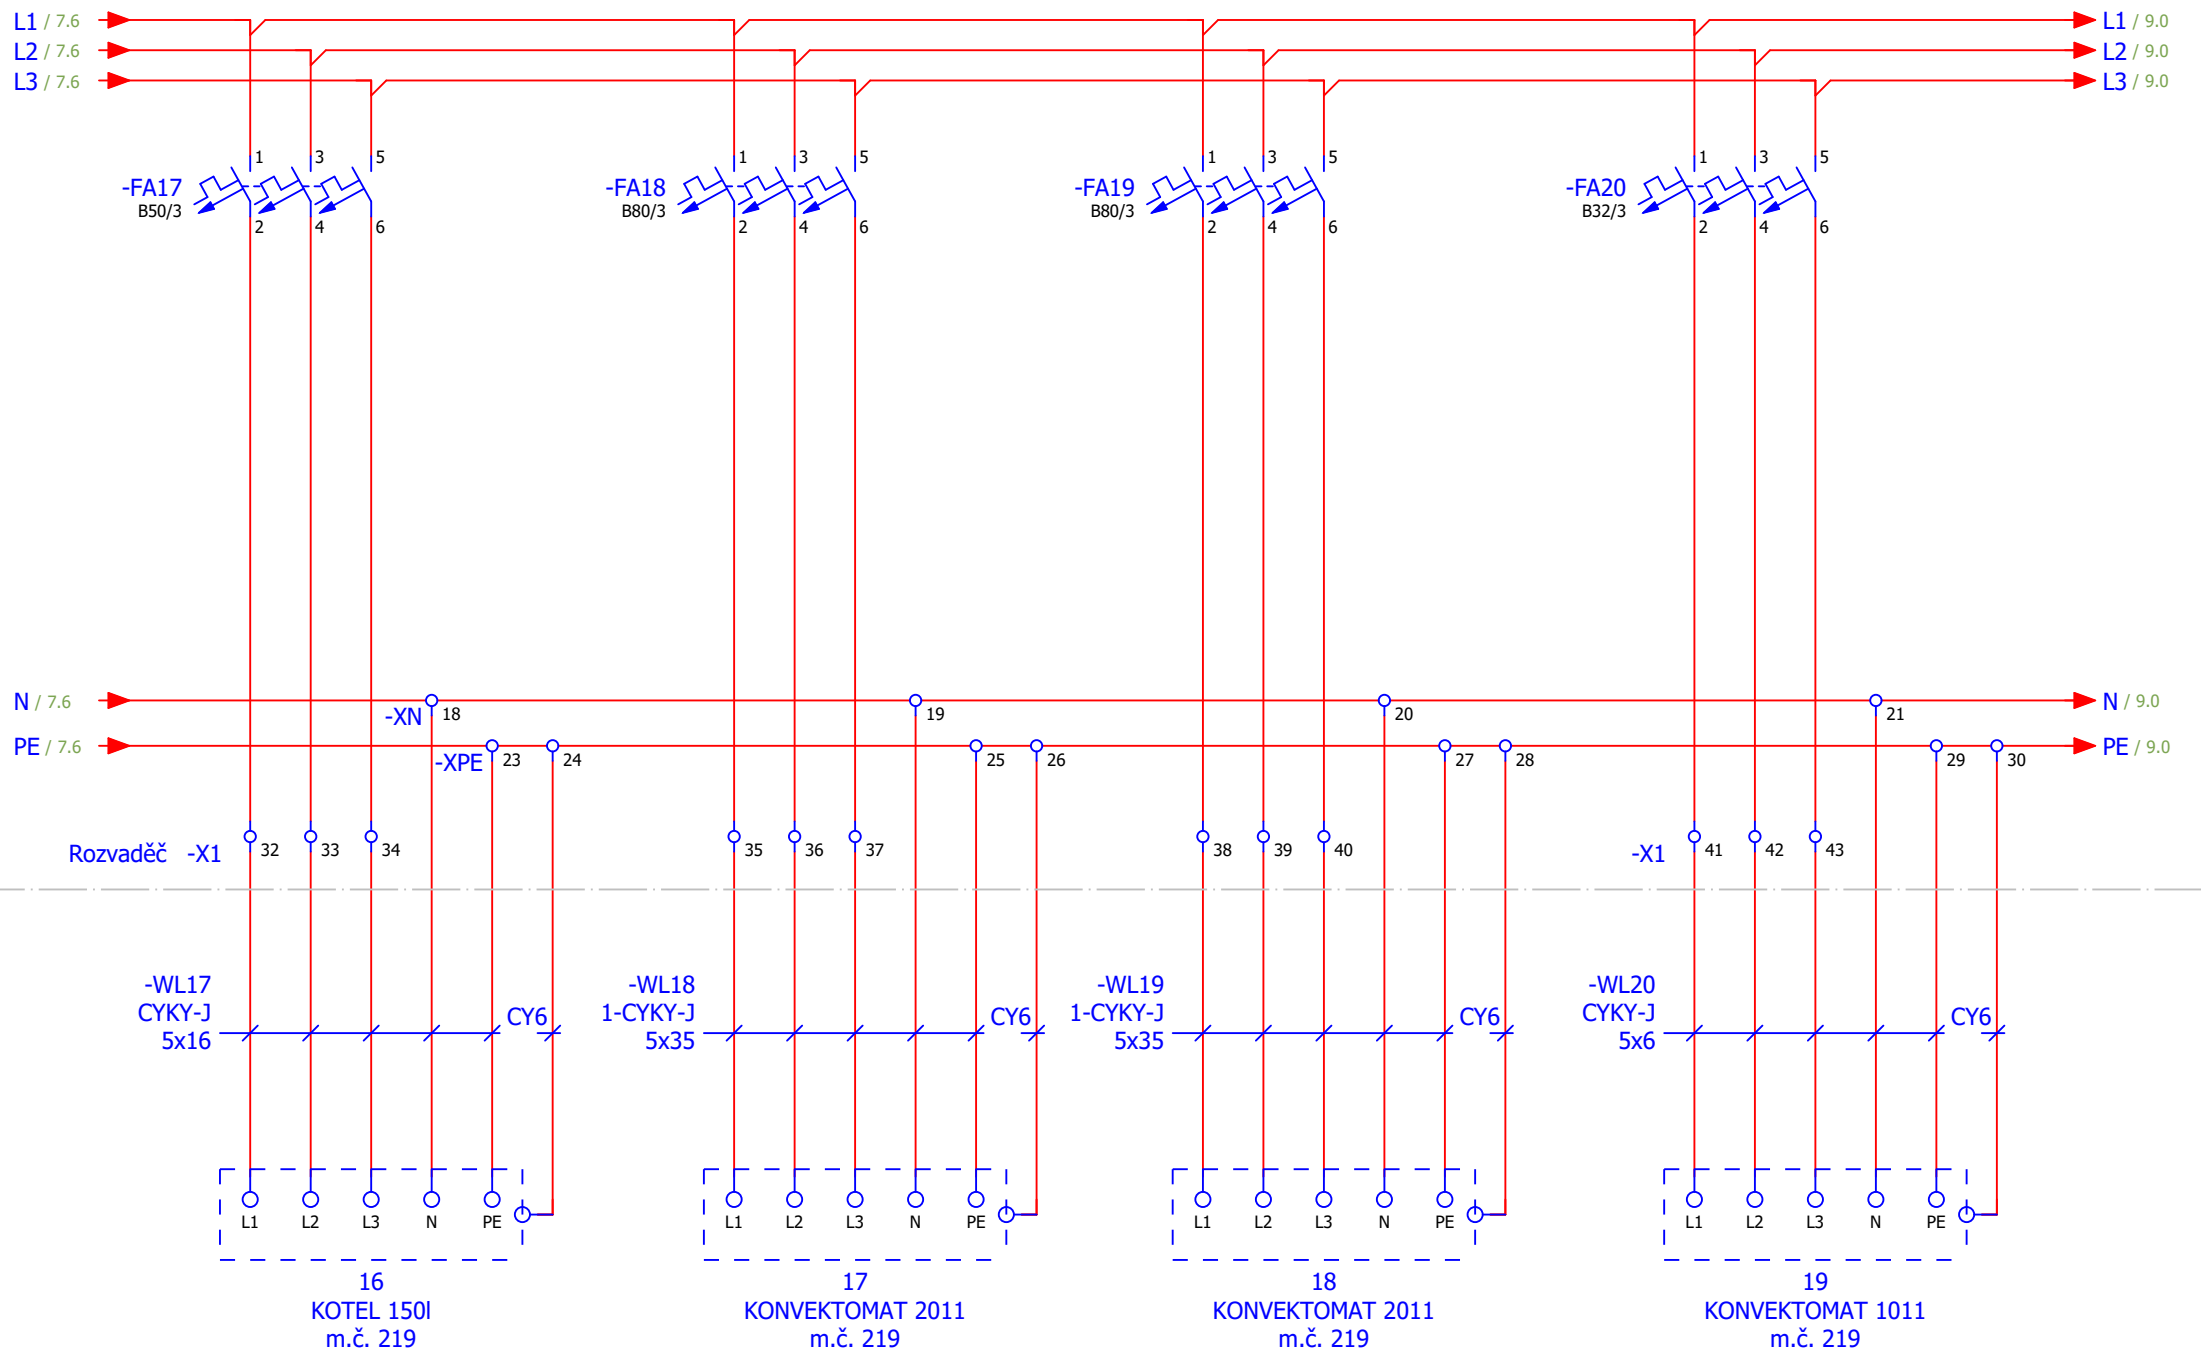 L1 / 7.6
L1 / 9.0
L2 / 7.6
L2 / 9.0
L3 / 7.6
L3 / 9.0
1 3 5
1 3 5
1 3 5
1 3 5
-FA17
B50/3
-FA18
B80/3
-FA19
B80/3
-FA20
B32/3
2 4 6
2 4 6
2 4 6
2 4 6
N / 7.6
-XN 18
19
20
21
N / 9.0
PE / 7.6
-XPE 23 24
25 26
27 28
29 30
PE / 9.0
Rozvaděč -X1 32 33 34
35 36 37
38 39 40
-X1 41 42 43
-WL17
CYKY-J
5x16
CY6
-WL18
1-CYKY-J
5x35
CY6
-WL19
1-CYKY-J
5x35
CY6
-WL20
CYKY-J
5x6
CY6
L1 L2 L3 N PE
L1 L2 L3 N PE
L1 L2 L3 N PE
L1 L2 L3 N PE
16
KOTEL 150l
m.č. 219
17
KONVEKTOMAT 2011
m.č. 219
18
KONVEKTOMAT 2011
m.č. 219
19
KONVEKTOMAT 1011
m.č. 219